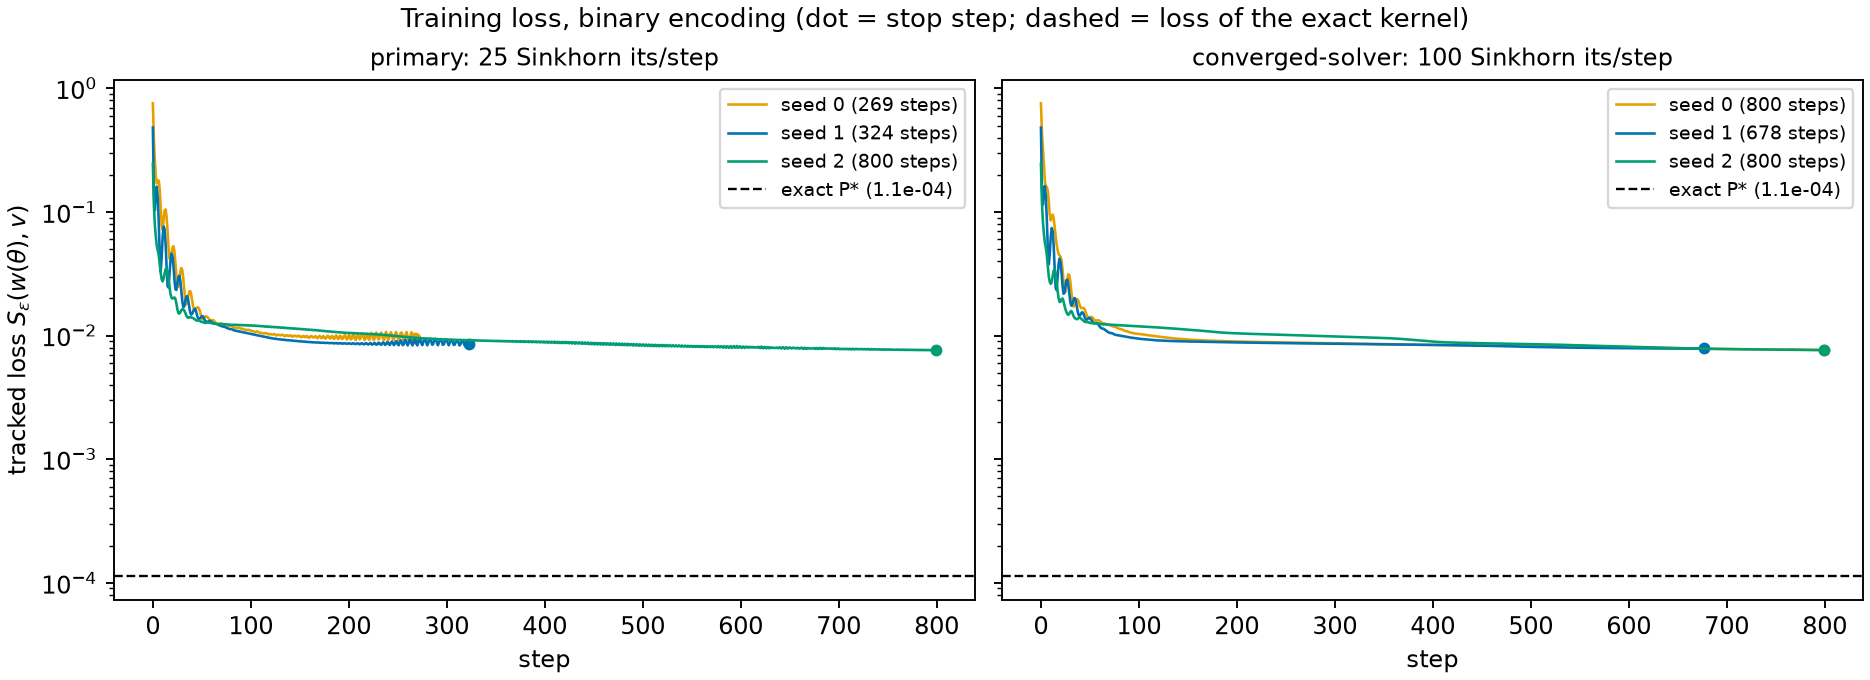 Training loss, binary encoding (dot = stop step; dashed = loss of the exact kernel)
primary: 25 Sinkhorn its/step
converged-solver: 100 Sinkhorn its/step
tracked loss S_ε(w(θ), v)
10⁰
10⁻¹
10⁻²
10⁻³
10⁻⁴
seed 0 (269 steps)
seed 1 (324 steps)
seed 2 (800 steps)
exact P* (1.1e-04)
seed 0 (800 steps)
seed 1 (678 steps)
seed 2 (800 steps)
exact P* (1.1e-04)
0 100 200 300 400 500 600 700 800
0 100 200 300 400 500 600 700 800
step
step